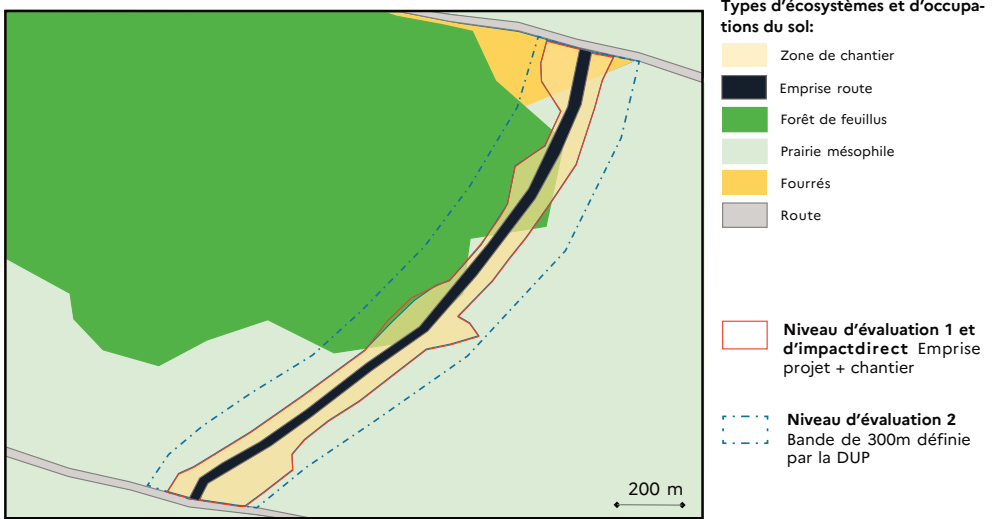 Types d'écosystèmes et d'occupa-
tions du sol:
Zone de chantier
Emprise route
Forêt de feuillus
Prairie mésophile
Fourrés
Route
Niveau d'évaluation 1 et
d'impactdirect Emprise
projet + chantier
Niveau d'évaluation 2
Bande de 300m définie
par la DUP
200 m